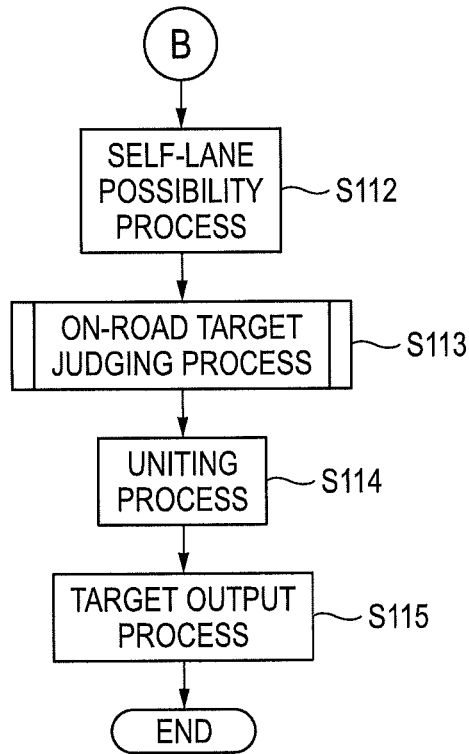 B
SELF-LANE
POSSIBILITY
PROCESS
S112
ON-ROAD TARGET
JUDGING PROCESS
S113
UNITING
PROCESS
S114
TARGET OUTPUT
PROCESS
S115
END